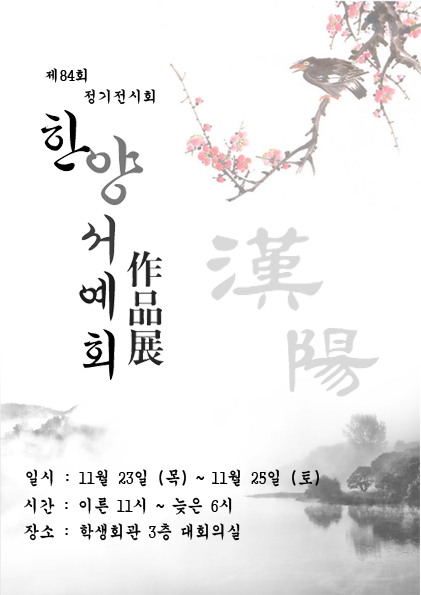 제84회
정기전시회
한양서예회
作品展
漢陽
일시 : 11월 23일 (목) ~ 11월 25일 (토)
시간 : 이른 11시 ~ 늦은 6시
장소 : 학생회관 3층 대회의실